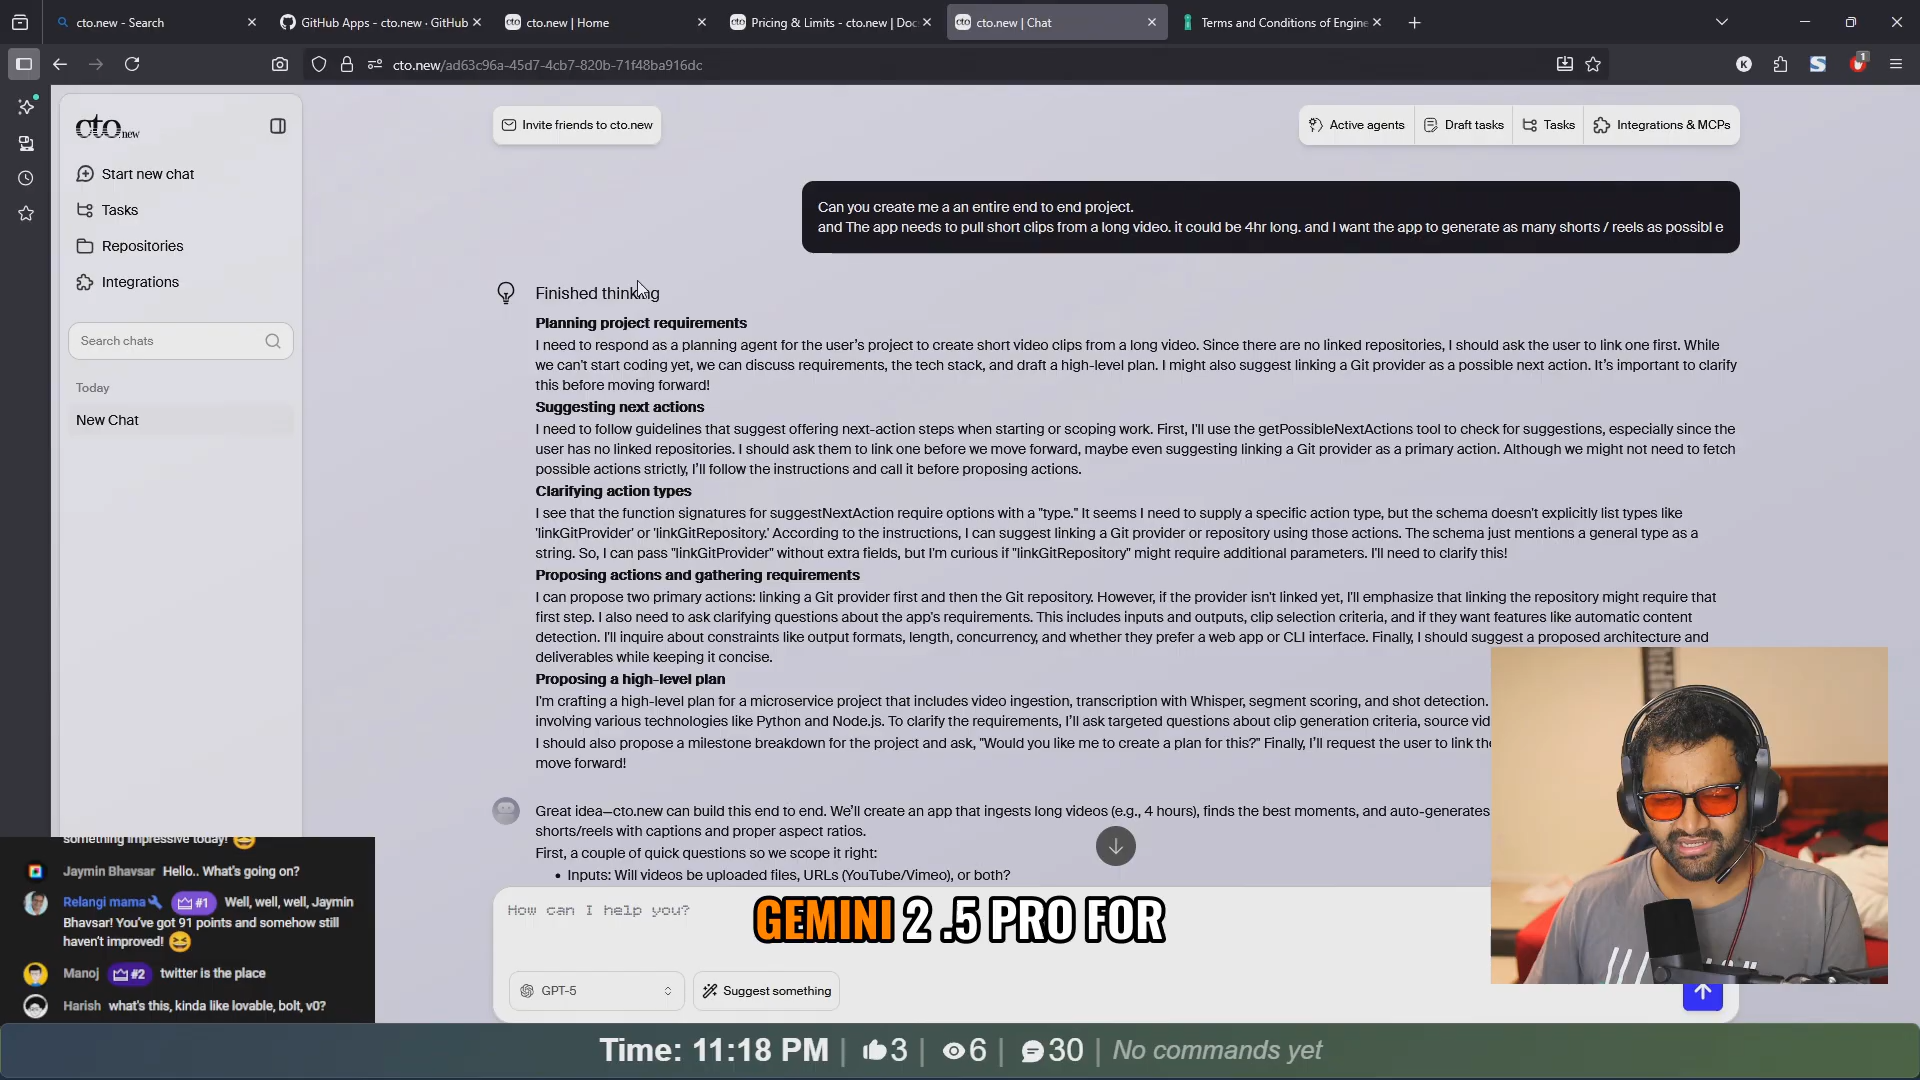 cto.new - Search
GitHub Apps - cto.new · GitHub
cto.new | Home
Pricing & Limits - cto.new | Doc
cto.new | Chat
Terms and Conditions of Engine
cto.new/ad63c96a-45d7-4cb7-820b-71f48ba916dc
K
S
1
cto.new
Start new chat
Tasks
Repositories
Integrations
Search chats
Today
New Chat
Invite friends to cto.new
Active agents
Draft tasks
Tasks
Integrations & MCPs
Can you create me a an entire end to end project.
and The app needs to pull short clips from a long video. it could be 4hr long. and I want the app to generate as many shorts / reels as possibl e
Finished thinking
Planning project requirements
I need to respond as a planning agent for the user's project to create short video clips from a long video. Since there are no linked repositories, I should ask the user to link one first. While
we can't start coding yet, we can discuss requirements, the tech stack, and draft a high-level plan. I might also suggest linking a Git provider as a possible next action. It's important to clarify
this before moving forward!
Suggesting next actions
I need to follow guidelines that suggest offering next-action steps when starting or scoping work. First, I'll use the getPossibleNextActions tool to check for suggestions, especially since the
user has no linked repositories. I should ask them to link one before we move forward, maybe even suggesting linking a Git provider as a primary action. Although we might not need to fetch
possible actions strictly, I'll follow the instructions and call it before proposing actions.
Clarifying action types
I see that the function signatures for suggestNextAction require options with a "type." It seems I need to supply a specific action type, but the schema doesn't explicitly list types like
'linkGitProvider' or 'linkGitRepository.' According to the instructions, I can suggest linking a Git provider or repository using those actions. The schema just mentions a general type as a
string. So, I can pass "linkGitProvider" without extra fields, but I'm curious if "linkGitRepository" might require additional parameters. I'll need to clarify this!
Proposing actions and gathering requirements
I can propose two primary actions: linking a Git provider first and then the Git repository. However, if the provider isn't linked yet, I'll emphasize that linking the repository might require that
first step. I also need to ask clarifying questions about the app's requirements. This includes inputs and outputs, clip selection criteria, and if they want features like automatic content
detection. I'll inquire about constraints like output formats, length, concurrency, and whether they prefer a web app or CLI interface. Finally, I should suggest a proposed architecture and
deliverables while keeping it concise.
Proposing a high-level plan
I'm crafting a high-level plan for a microservice project that includes video ingestion, transcription with Whisper, segment scoring, and shot detection.
involving various technologies like Python and Node.js. To clarify the requirements, I'll ask targeted questions about clip generation criteria, source vid
I should also propose a milestone breakdown for the project and ask, "Would you like me to create a plan for this?" Finally, I'll request the user to link the
move forward!
Great idea—cto.new can build this end to end. We'll create an app that ingests long videos (e.g., 4 hours), finds the best moments, and auto-generates
shorts/reels with captions and proper aspect ratios.
First, a couple of quick questions so we scope it right:
• Inputs: Will videos be uploaded files, URLs (YouTube/Vimeo), or both?
How can I help you?
GPT-5
Suggest something
GEMINI 2 .5 PRO FOR
something impressive today!
Jaymin Bhavsar Hello.. What's going on?
Relangi mama #1 Well, well, well, Jaymin
Bhavsar! You've got 91 points and somehow still
haven't improved!
Manoj #2 twitter is the place
Harish what's this, kinda like lovable, bolt, v0?
Time: 11:18 PM | 3 | 6 | 30 | No commands yet